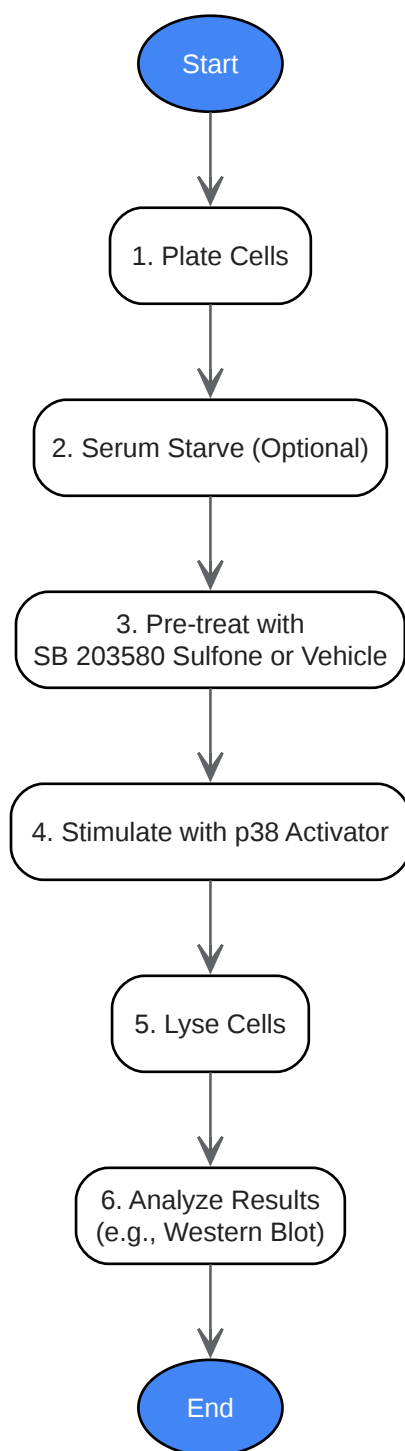 Start
1. Plate Cells
2. Serum Starve (Optional)
3. Pre-treat with
SB 203580 Sulfone or Vehicle
4. Stimulate with p38 Activator
5. Lyse Cells
6. Analyze Results
(e.g., Western Blot)
End